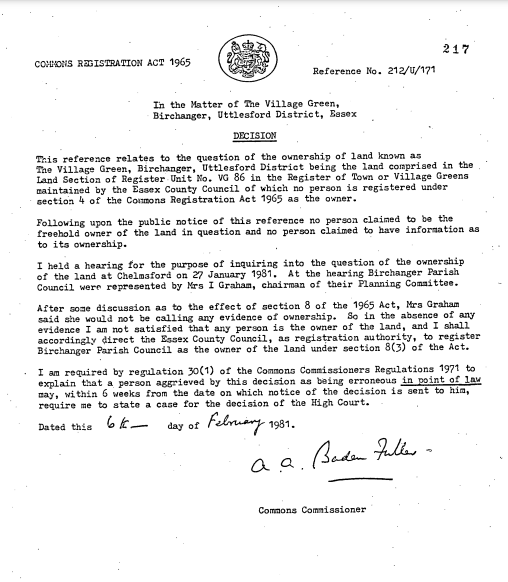 217
COMMONS REGISTRATION ACT 1965
Reference No. 212/U/171
In the Matter of The Village Green,
Birchanger, Uttlesford District, Essex
DECISION
This reference relates to the question of the ownership of land known as
The Village Green, Birchanger, Uttlesford District being the land comprised in the
Land Section of Register Unit No. VG 86 in the Register of Town or Village Greens
maintained by the Essex County Council of which no person is registered under
section 4 of the Commons Registration Act 1965 as the owner.
Following upon the public notice of this reference no person claimed to be the
freehold owner of the land in question and no person claimed to have information as
to its ownership.
I held a hearing for the purpose of inquiring into the question of the ownership
of the land at Chelmsford on 27 January 1981. At the hearing Birchanger Parish
Council were represented by Mrs I Graham, chairman of their Planning Committee.
After some discussion as to the effect of section 8 of the 1965 Act, Mrs Graham
said she would not be calling any evidence of ownership. So in the absence of any
evidence I am not satisfied that any person is the owner of the land, and I shall
accordingly direct the Essex County Council, as registration authority, to register
Birchanger Parish Council as the owner of the land under section 8(3) of the Act.
I am required by regulation 30(1) of the Commons Commissioners Regulations 1971 to
explain that a person aggrieved by this decision as being erroneous in point of law
may, within 6 weeks from the date on which notice of the decision is sent to him,
require me to state a case for the decision of the High Court.
Dated this 6th day of February 1981.
a. a. Baden Fuller
Commons Commissioner